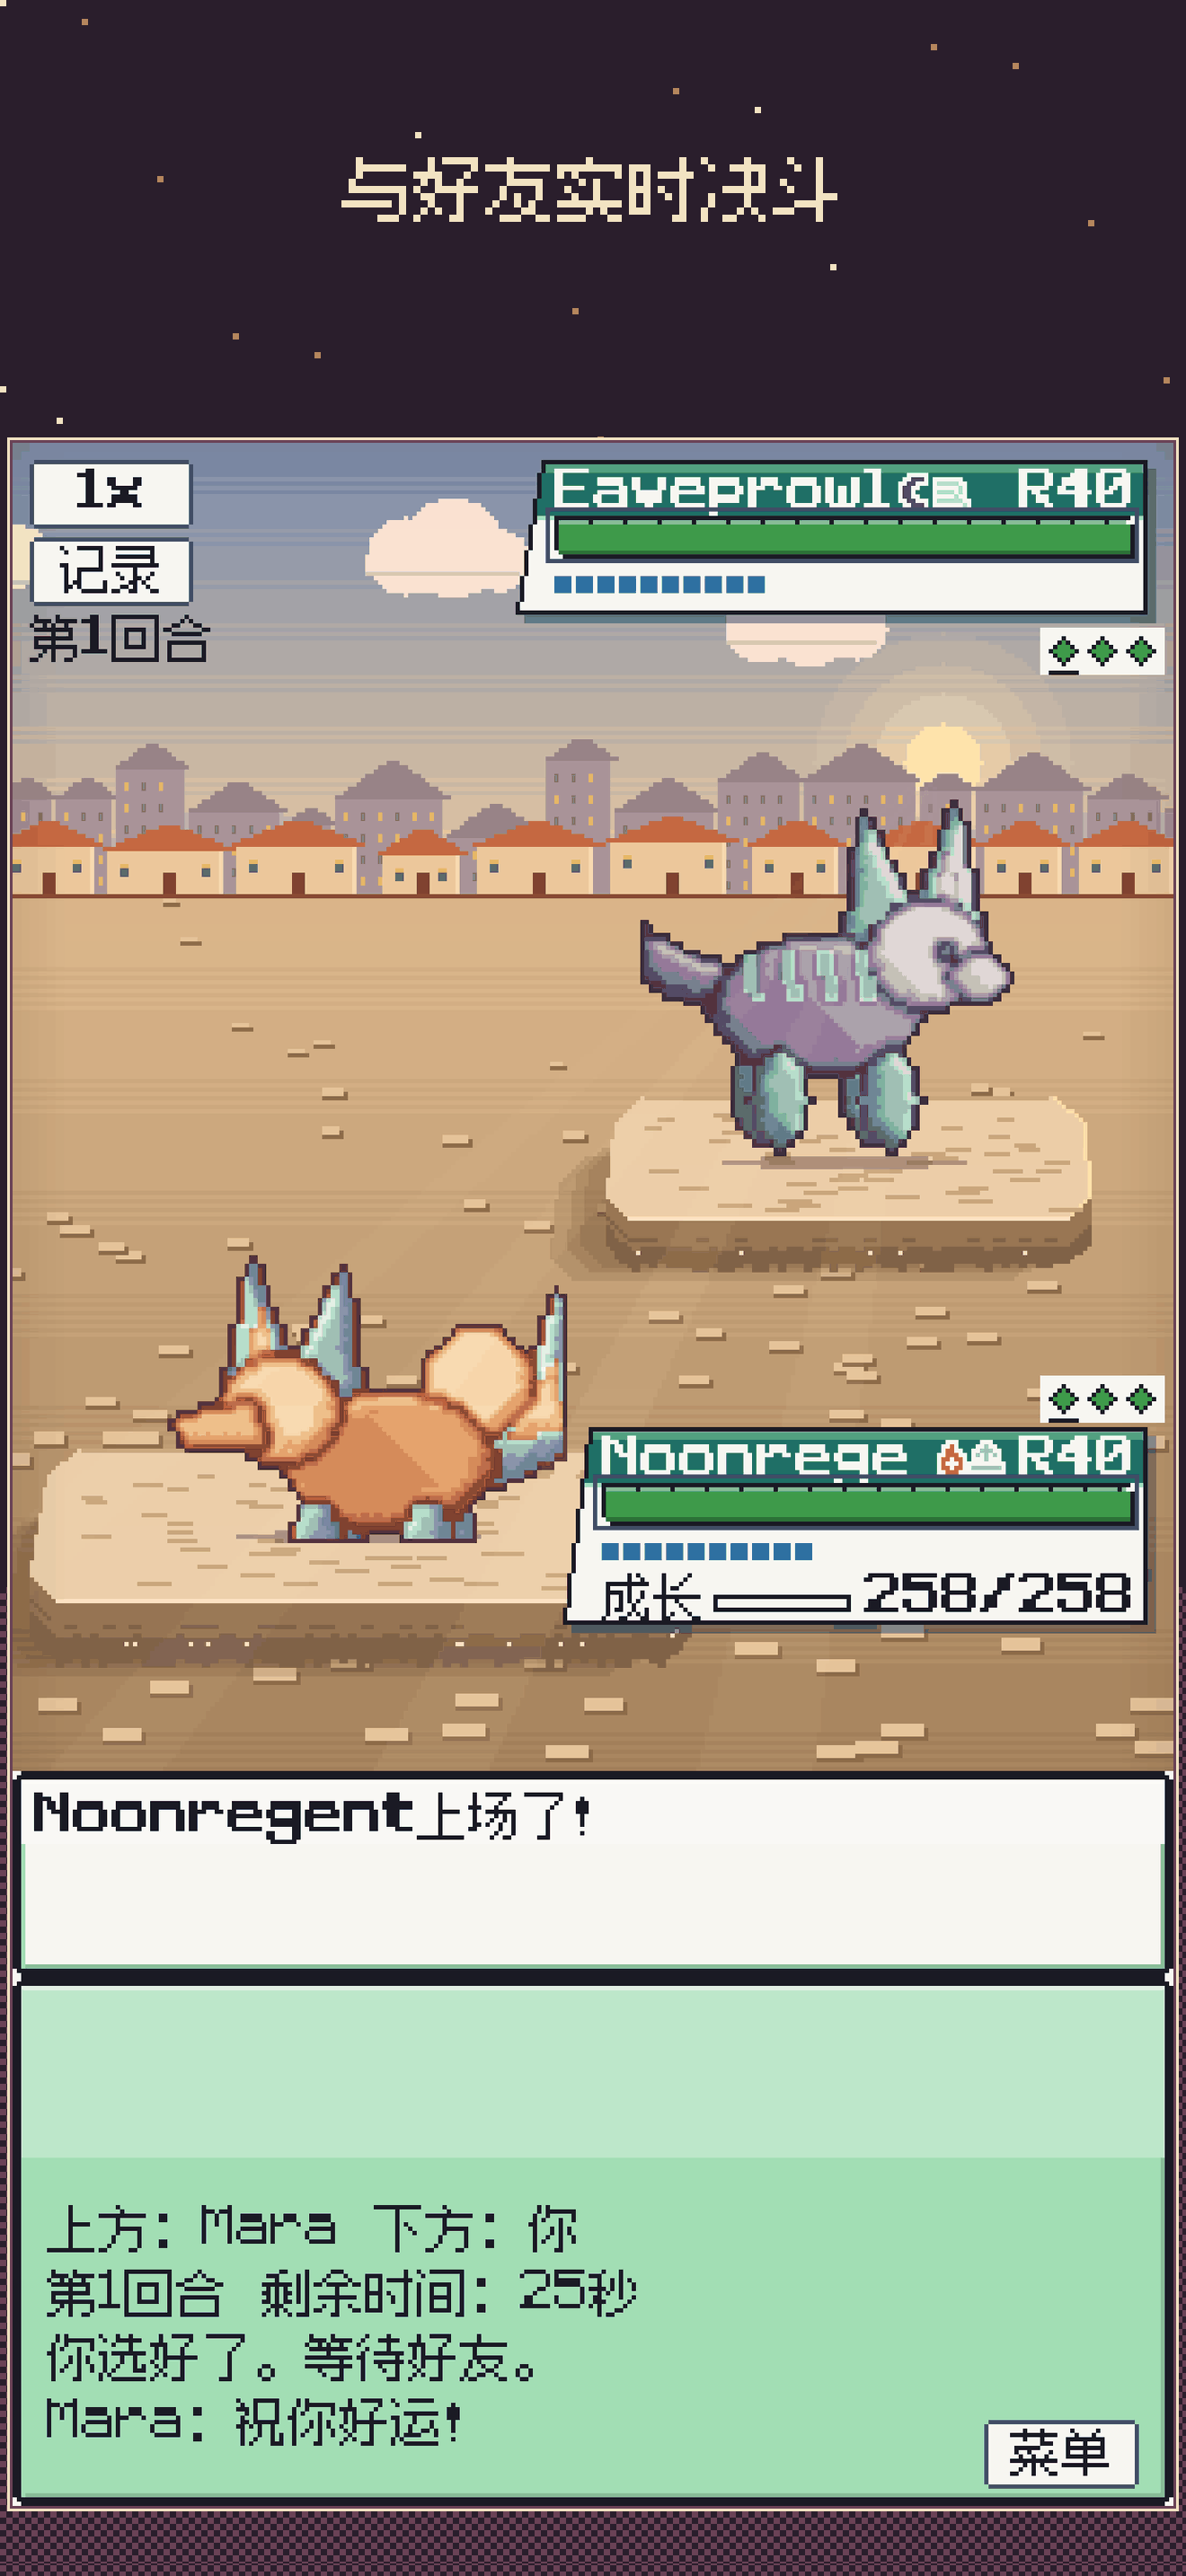 与好友实时决斗
1x
Eaveprowl R40
记录
第1回合
Noonrege R40
成长 258/258
Noonregent上场了!
上方: Mara 下方: 你
第1回合 剩余时间: 25秒
你选好了。等待好友。
Mara: 祝你好运!
菜单